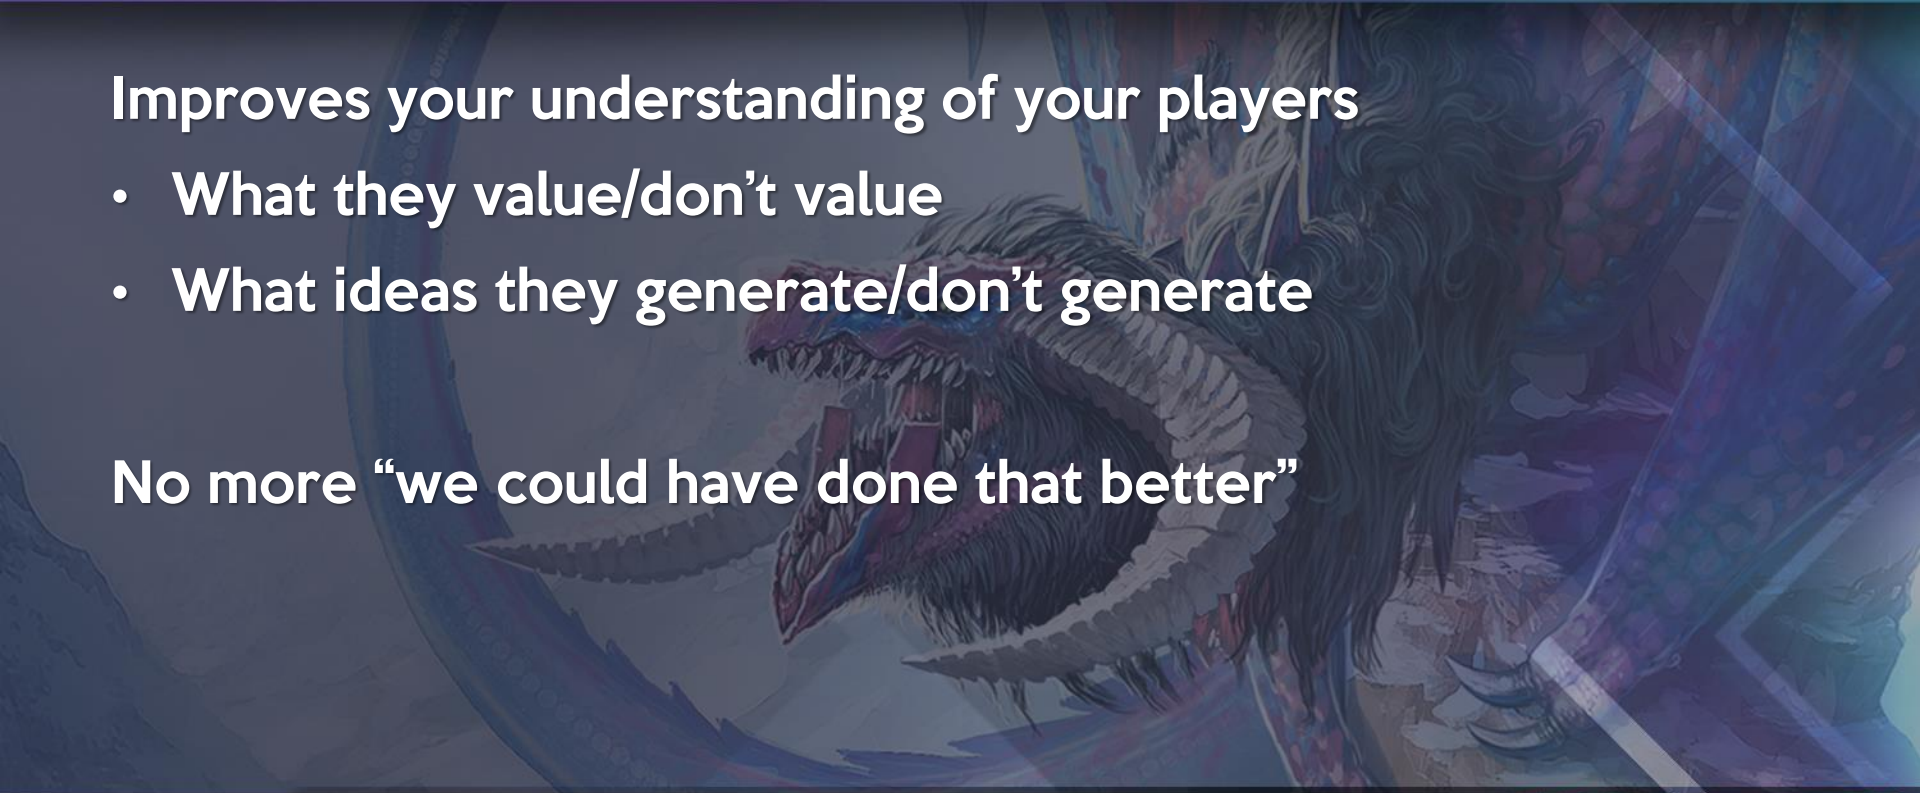 Improves your understanding of your players
• What they value/don’t value
• What ideas they generate/don’t generate
No more “we could have done that better”